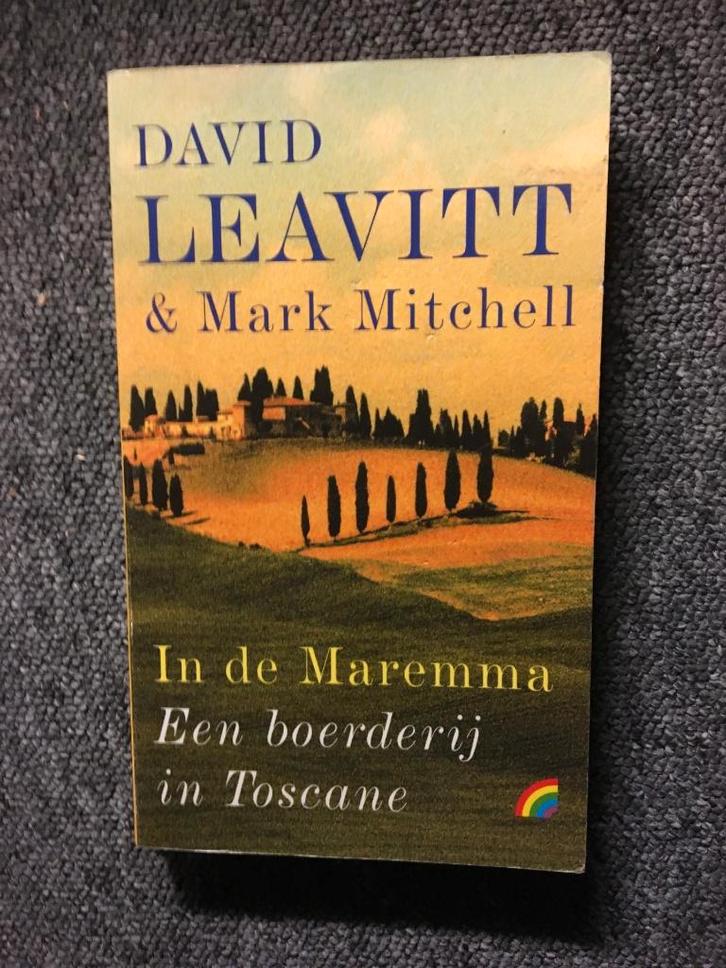 DAVID
LEAVITT
& Mark Mitchell
In de Maremma
Een boerderij
in Toscane